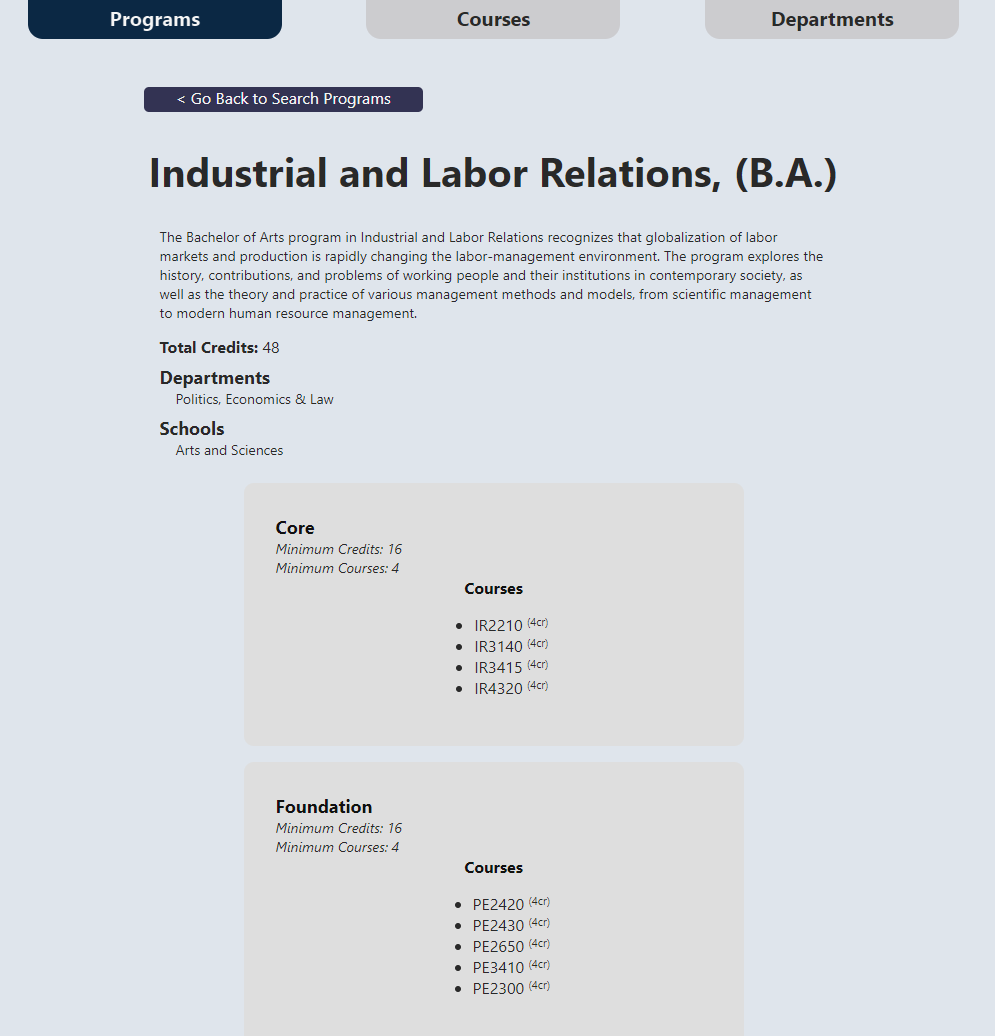 Programs
Courses
Departments
< Go Back to Search Programs
Industrial and Labor Relations, (B.A.)
The Bachelor of Arts program in Industrial and Labor Relations recognizes that globalization of labor
markets and production is rapidly changing the labor-management environment. The program explores the
history, contributions, and problems of working people and their institutions in contemporary society, as
well as the theory and practice of various management methods and models, from scientific management
to modern human resource management.
Total Credits: 48
Departments
Politics, Economics & Law
Schools
Arts and Sciences
Core
Minimum Credits: 16
Minimum Courses: 4
Courses
• IR2210 (4cr)
• IR3140 (4cr)
• IR3415 (4cr)
• IR4320 (4cr)
Foundation
Minimum Credits: 16
Minimum Courses: 4
Courses
• PE2420 (4cr)
• PE2430 (4cr)
• PE2650 (4cr)
• PE3410 (4cr)
• PE2300 (4cr)